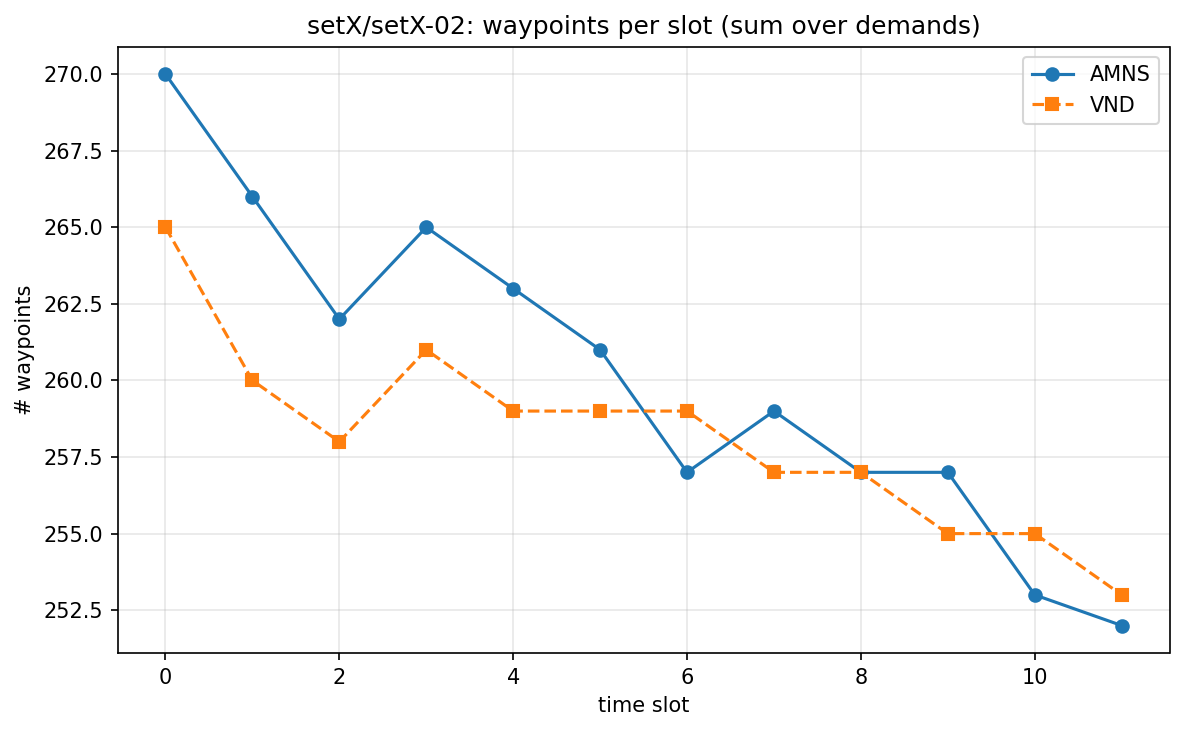 setX/setX-02: waypoints per slot (sum over demands)
AMNS
VND
# waypoints
270.0
267.5
265.0
262.5
260.0
257.5
255.0
252.5
0 2 4 6 8 10
time slot